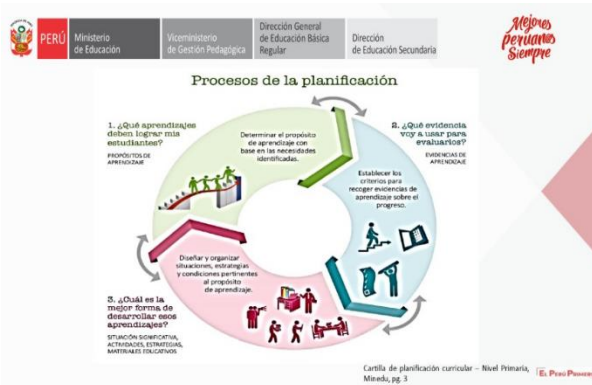 PERÚ
Ministerio
de Educación
Viceministerio
de Gestión Pedagógica
Dirección General
de Educación Básica
Regular
Dirección
de Educación Secundaria
Mejores
peruanos
Siempre
Procesos de la planificación
1. ¿Qué aprendizajes
deben lograr mis
estudiantes?
PROPÓSITOS DE
APRENDIZAJE
Determinar el propósito
de aprendizaje con
base en las necesidades
identificadas.
2. ¿Qué evidencia
voy a usar para
evaluarlos?
EVIDENCIAS DE
APRENDIZAJE
Establecer los
criterios para
recoger evidencias de
aprendizaje sobre el
progreso.
Diseñar y organizar
situaciones, estrategias
y condiciones pertinentes
al propósito
de aprendizaje.
3. ¿Cuál es la
mejor forma de
desarrollar esos
aprendizajes?
SITUACIÓN SIGNIFICATIVA,
ACTIVIDADES, ESTRATEGIAS,
MATERIALES EDUCATIVOS
Cartilla de planificación curricular – Nivel Primaria,
Minedu, pg. 3
EL PERÚ PRIMERO